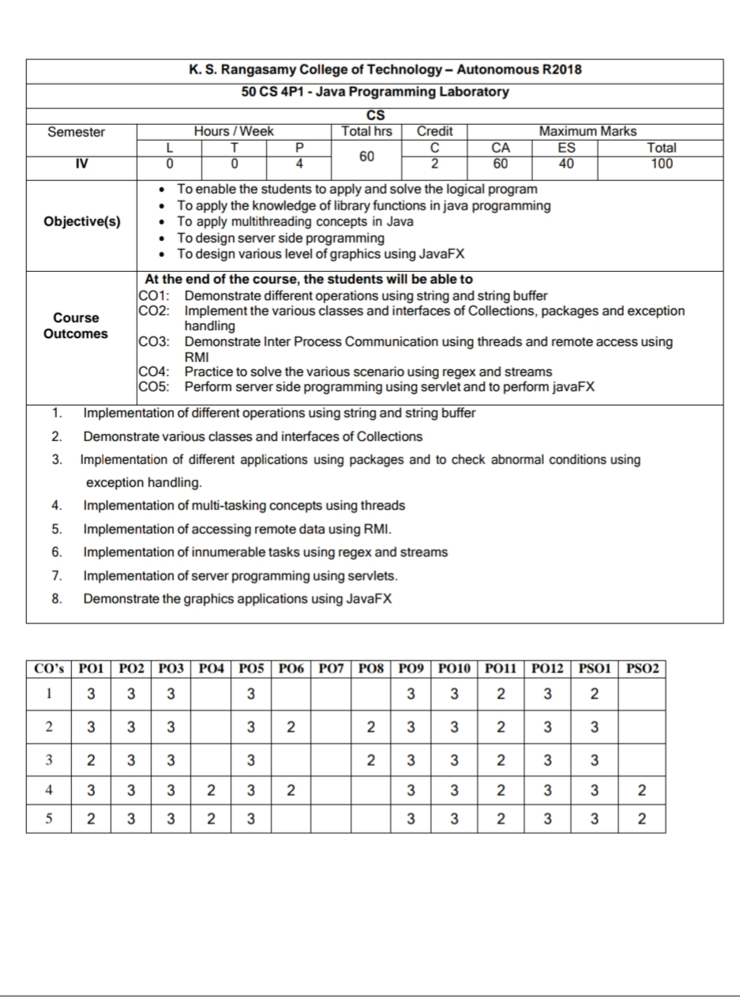 K. S. Rangasamy College of Technology – Autonomous R2018
50 CS 4P1 - Java Programming Laboratory
CS
Semester Hours / Week Total hrs Credit Maximum Marks
L T P 60 C CA ES Total
IV 0 0 4 2 60 40 100
Objective(s)
• To enable the students to apply and solve the logical program
• To apply the knowledge of library functions in java programming
• To apply multithreading concepts in Java
• To design server side programming
• To design various level of graphics using JavaFX
Course
Outcomes
At the end of the course, the students will be able to
CO1: Demonstrate different operations using string and string buffer
CO2: Implement the various classes and interfaces of Collections, packages and exception
handling
CO3: Demonstrate Inter Process Communication using threads and remote access using
RMI
CO4: Practice to solve the various scenario using regex and streams
CO5: Perform server side programming using servlet and to perform javaFX
1. Implementation of different operations using string and string buffer
2. Demonstrate various classes and interfaces of Collections
3. Implementation of different applications using packages and to check abnormal conditions using
exception handling.
4. Implementation of multi-tasking concepts using threads
5. Implementation of accessing remote data using RMI.
6. Implementation of innumerable tasks using regex and streams
7. Implementation of server programming using servlets.
8. Demonstrate the graphics applications using JavaFX
CO's PO1 PO2 PO3 PO4 PO5 PO6 PO7 PO8 PO9 PO10 PO11 PO12 PSO1 PSO2
1 3 3 3 3 3 3 2 3 2
2 3 3 3 3 2 2 3 3 2 3 3
3 2 3 3 3 2 3 3 2 3 3
4 3 3 3 2 3 2 3 3 2 3 3 2
5 2 3 3 2 3 3 3 2 3 3 2